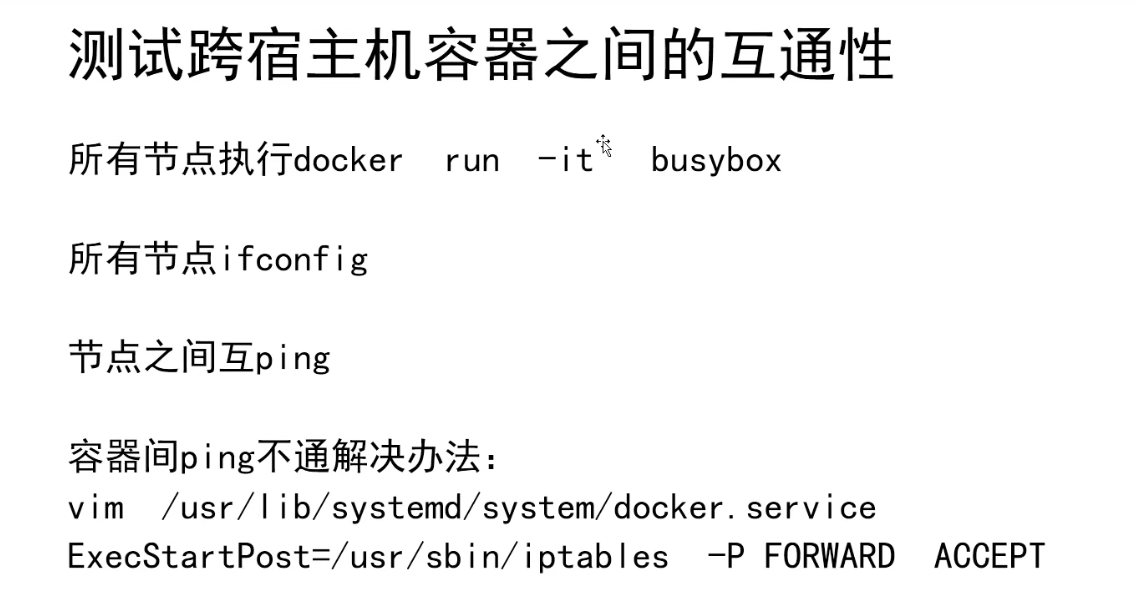 测试跨宿主机容器之间的互通性
所有节点执行docker run -it busybox
所有节点ifconfig
节点之间互ping
容器间ping不通解决办法：
vim /usr/lib/systemd/system/docker.service
ExecStartPost=/usr/sbin/iptables -P FORWARD ACCEPT